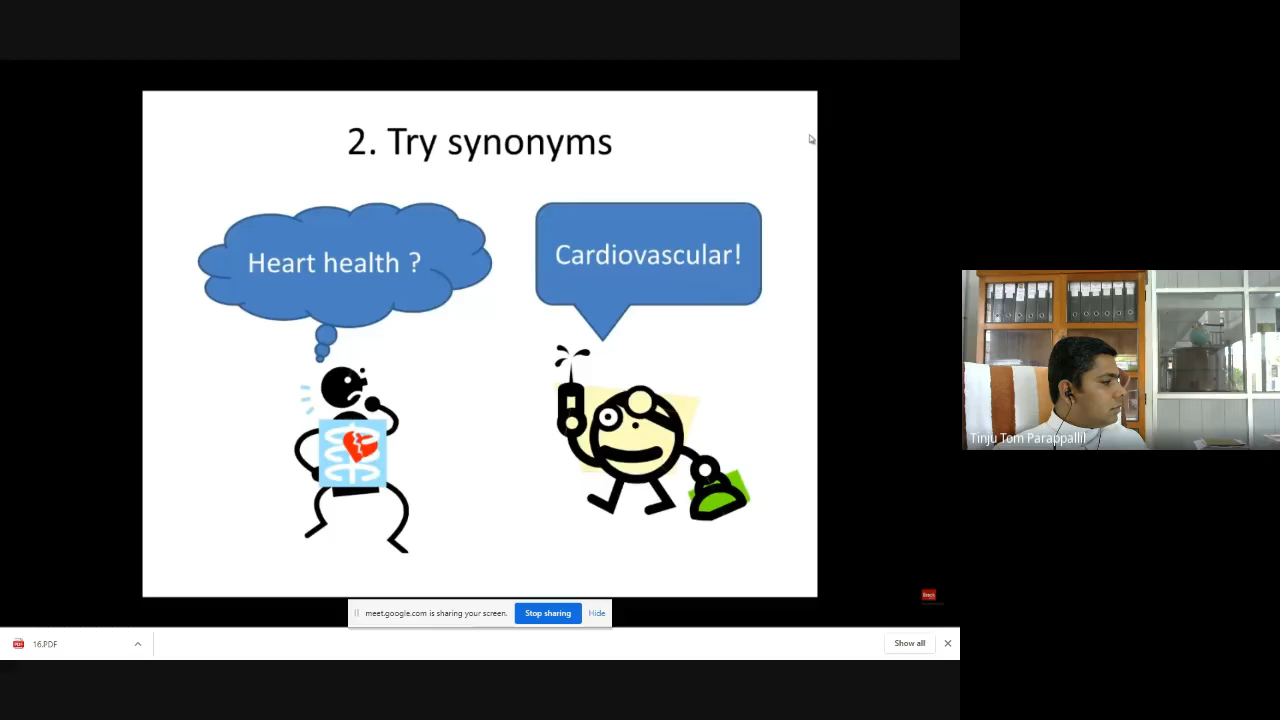 2. Try synonyms
Heart health ?
Cardiovascular!
Tinju Tom Parappallil
meet.google.com is sharing your screen.
Stop sharing
Hide
16.PDF
Show all